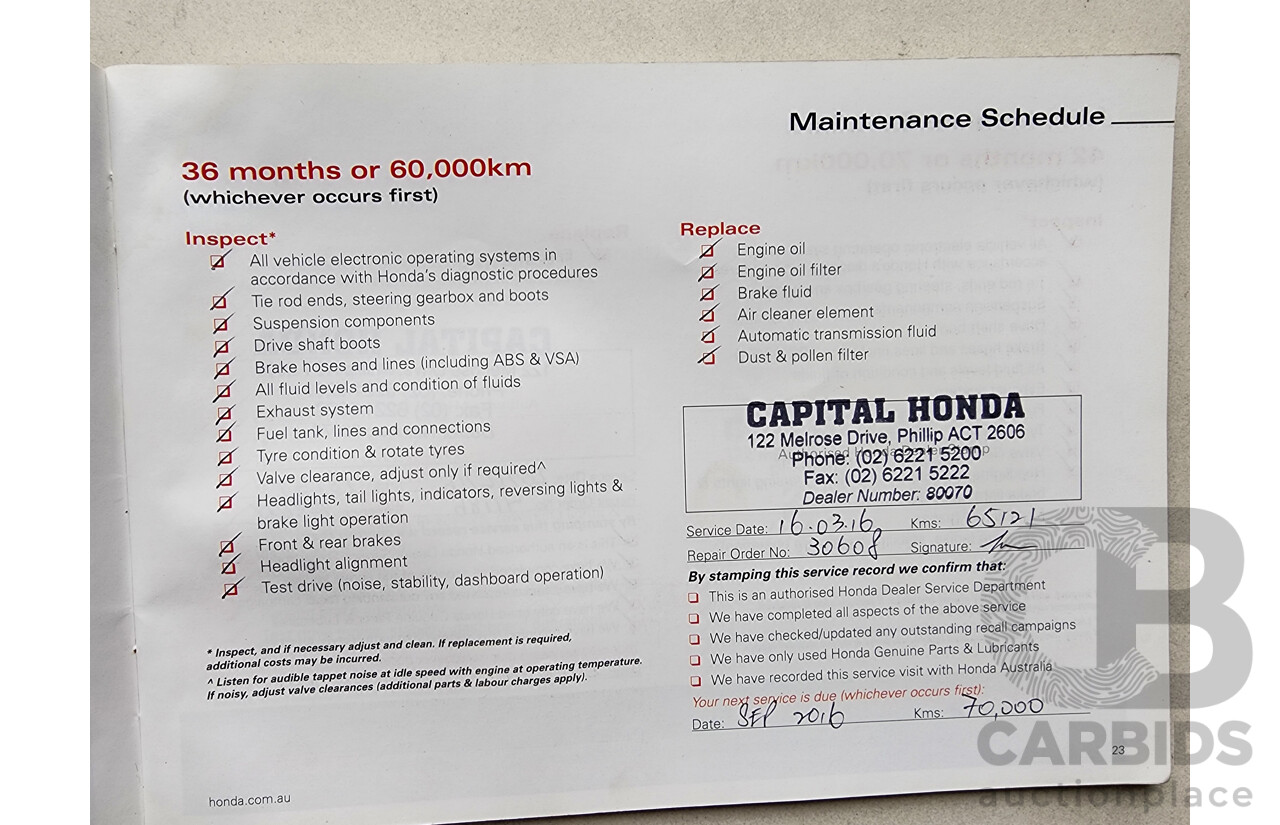 Maintenance Schedule
36 months or 60,000km
(whichever occurs first)
Inspect*
All vehicle electronic operating systems in
accordance with Honda's diagnostic procedures
Tie rod ends, steering gearbox and boots
Suspension components
Drive shaft boots
Brake hoses and lines (including ABS & VSA)
All fluid levels and condition of fluids
Exhaust system
Fuel tank, lines and connections
Tyre condition & rotate tyres
Valve clearance, adjust only if required^
Headlights, tail lights, indicators, reversing lights &
brake light operation
Front & rear brakes
Headlight alignment
Test drive (noise, stability, dashboard operation)
* Inspect, and if necessary adjust and clean. If replacement is required,
additional costs may be incurred.
^ Listen for audible tappet noise at idle speed with engine at operating temperature.
If noisy, adjust valve clearances (additional parts & labour charges apply).
honda.com.au
Replace
Engine oil
Engine oil filter
Brake fluid
Air cleaner element
Automatic transmission fluid
Dust & pollen filter
CAPITAL HONDA
122 Melrose Drive, Phillip ACT 2606
Phone: (02) 6221 5200
Fax: (02) 6221 5222
Dealer Number: 80070
Service Date: 16.03.16 Kms: 65121
Repair Order No: 30608 Signature:
By stamping this service record we confirm that:
This is an authorised Honda Dealer Service Department
We have completed all aspects of the above service
We have checked/updated any outstanding recall campaigns
We have only used Honda Genuine Parts & Lubricants
We have recorded this service visit with Honda Australia
Your next service is due (whichever occurs first):
Date: SEP 2016 Kms: 70,000
23
CARBIDS
auctionplace